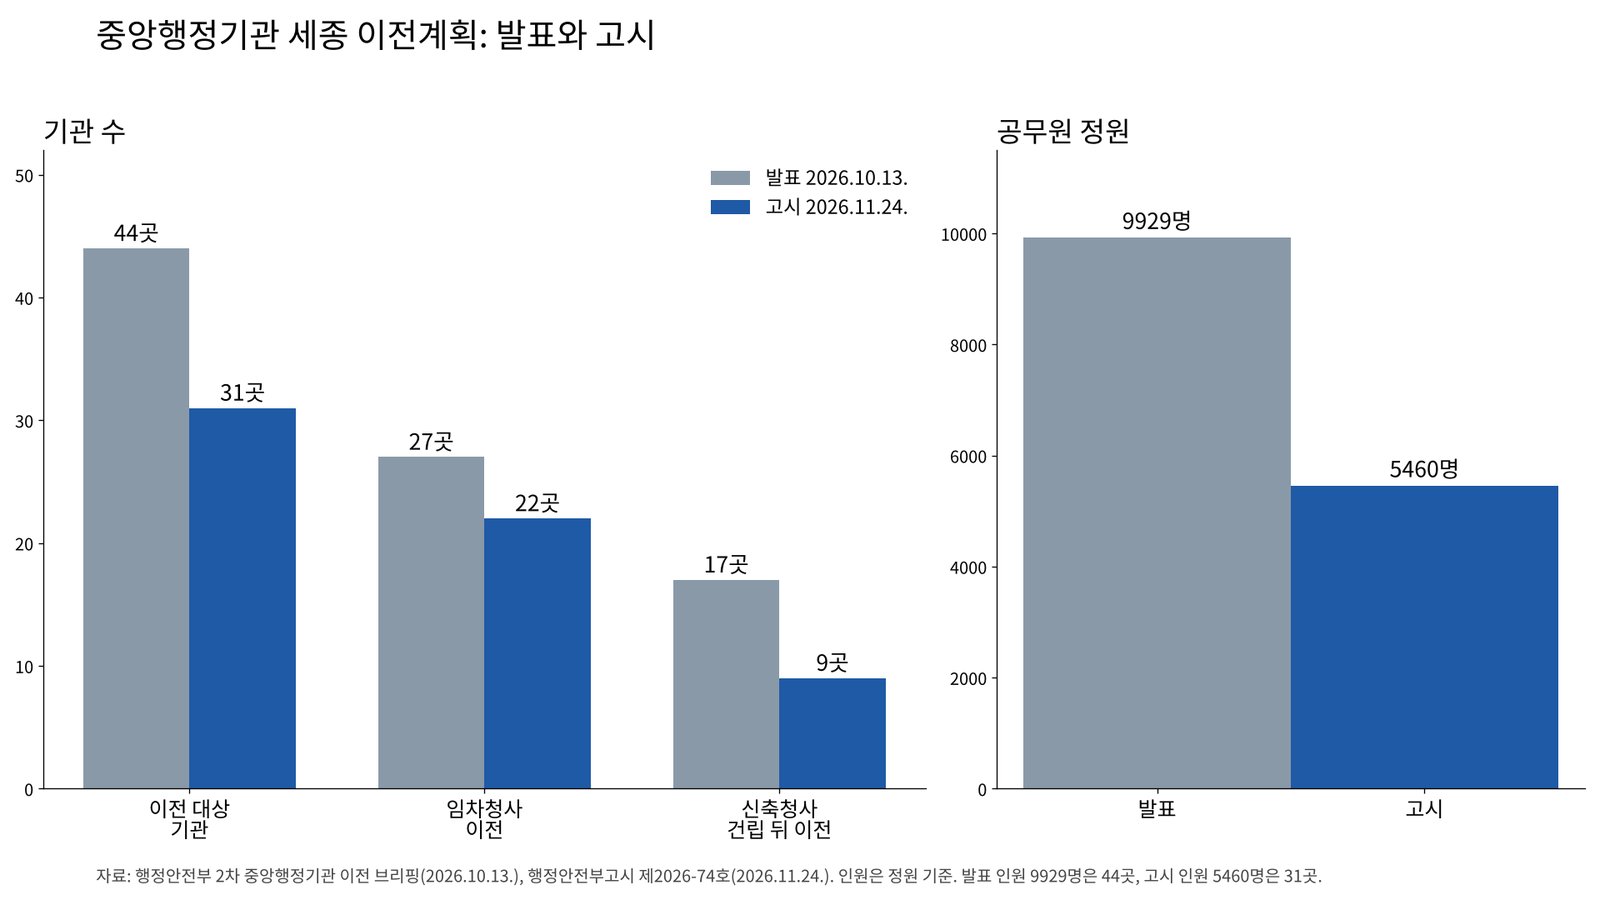 중앙행정기관 세종 이전계획: 발표와 고시
기관 수
발표 2026.10.13.
고시 2026.11.24.
50
40
30
20
10
0
44곳
31곳
27곳
22곳
17곳
9곳
이전 대상
기관
임차청사
이전
신축청사
건립 뒤 이전
공무원 정원
10000
8000
6000
4000
2000
0
9929명
5460명
발표
고시
자료: 행정안전부 2차 중앙행정기관 이전 브리핑(2026.10.13.), 행정안전부고시 제2026-74호(2026.11.24.). 인원은 정원 기준. 발표 인원 9929명은 44곳, 고시 인원 5460명은 31곳.